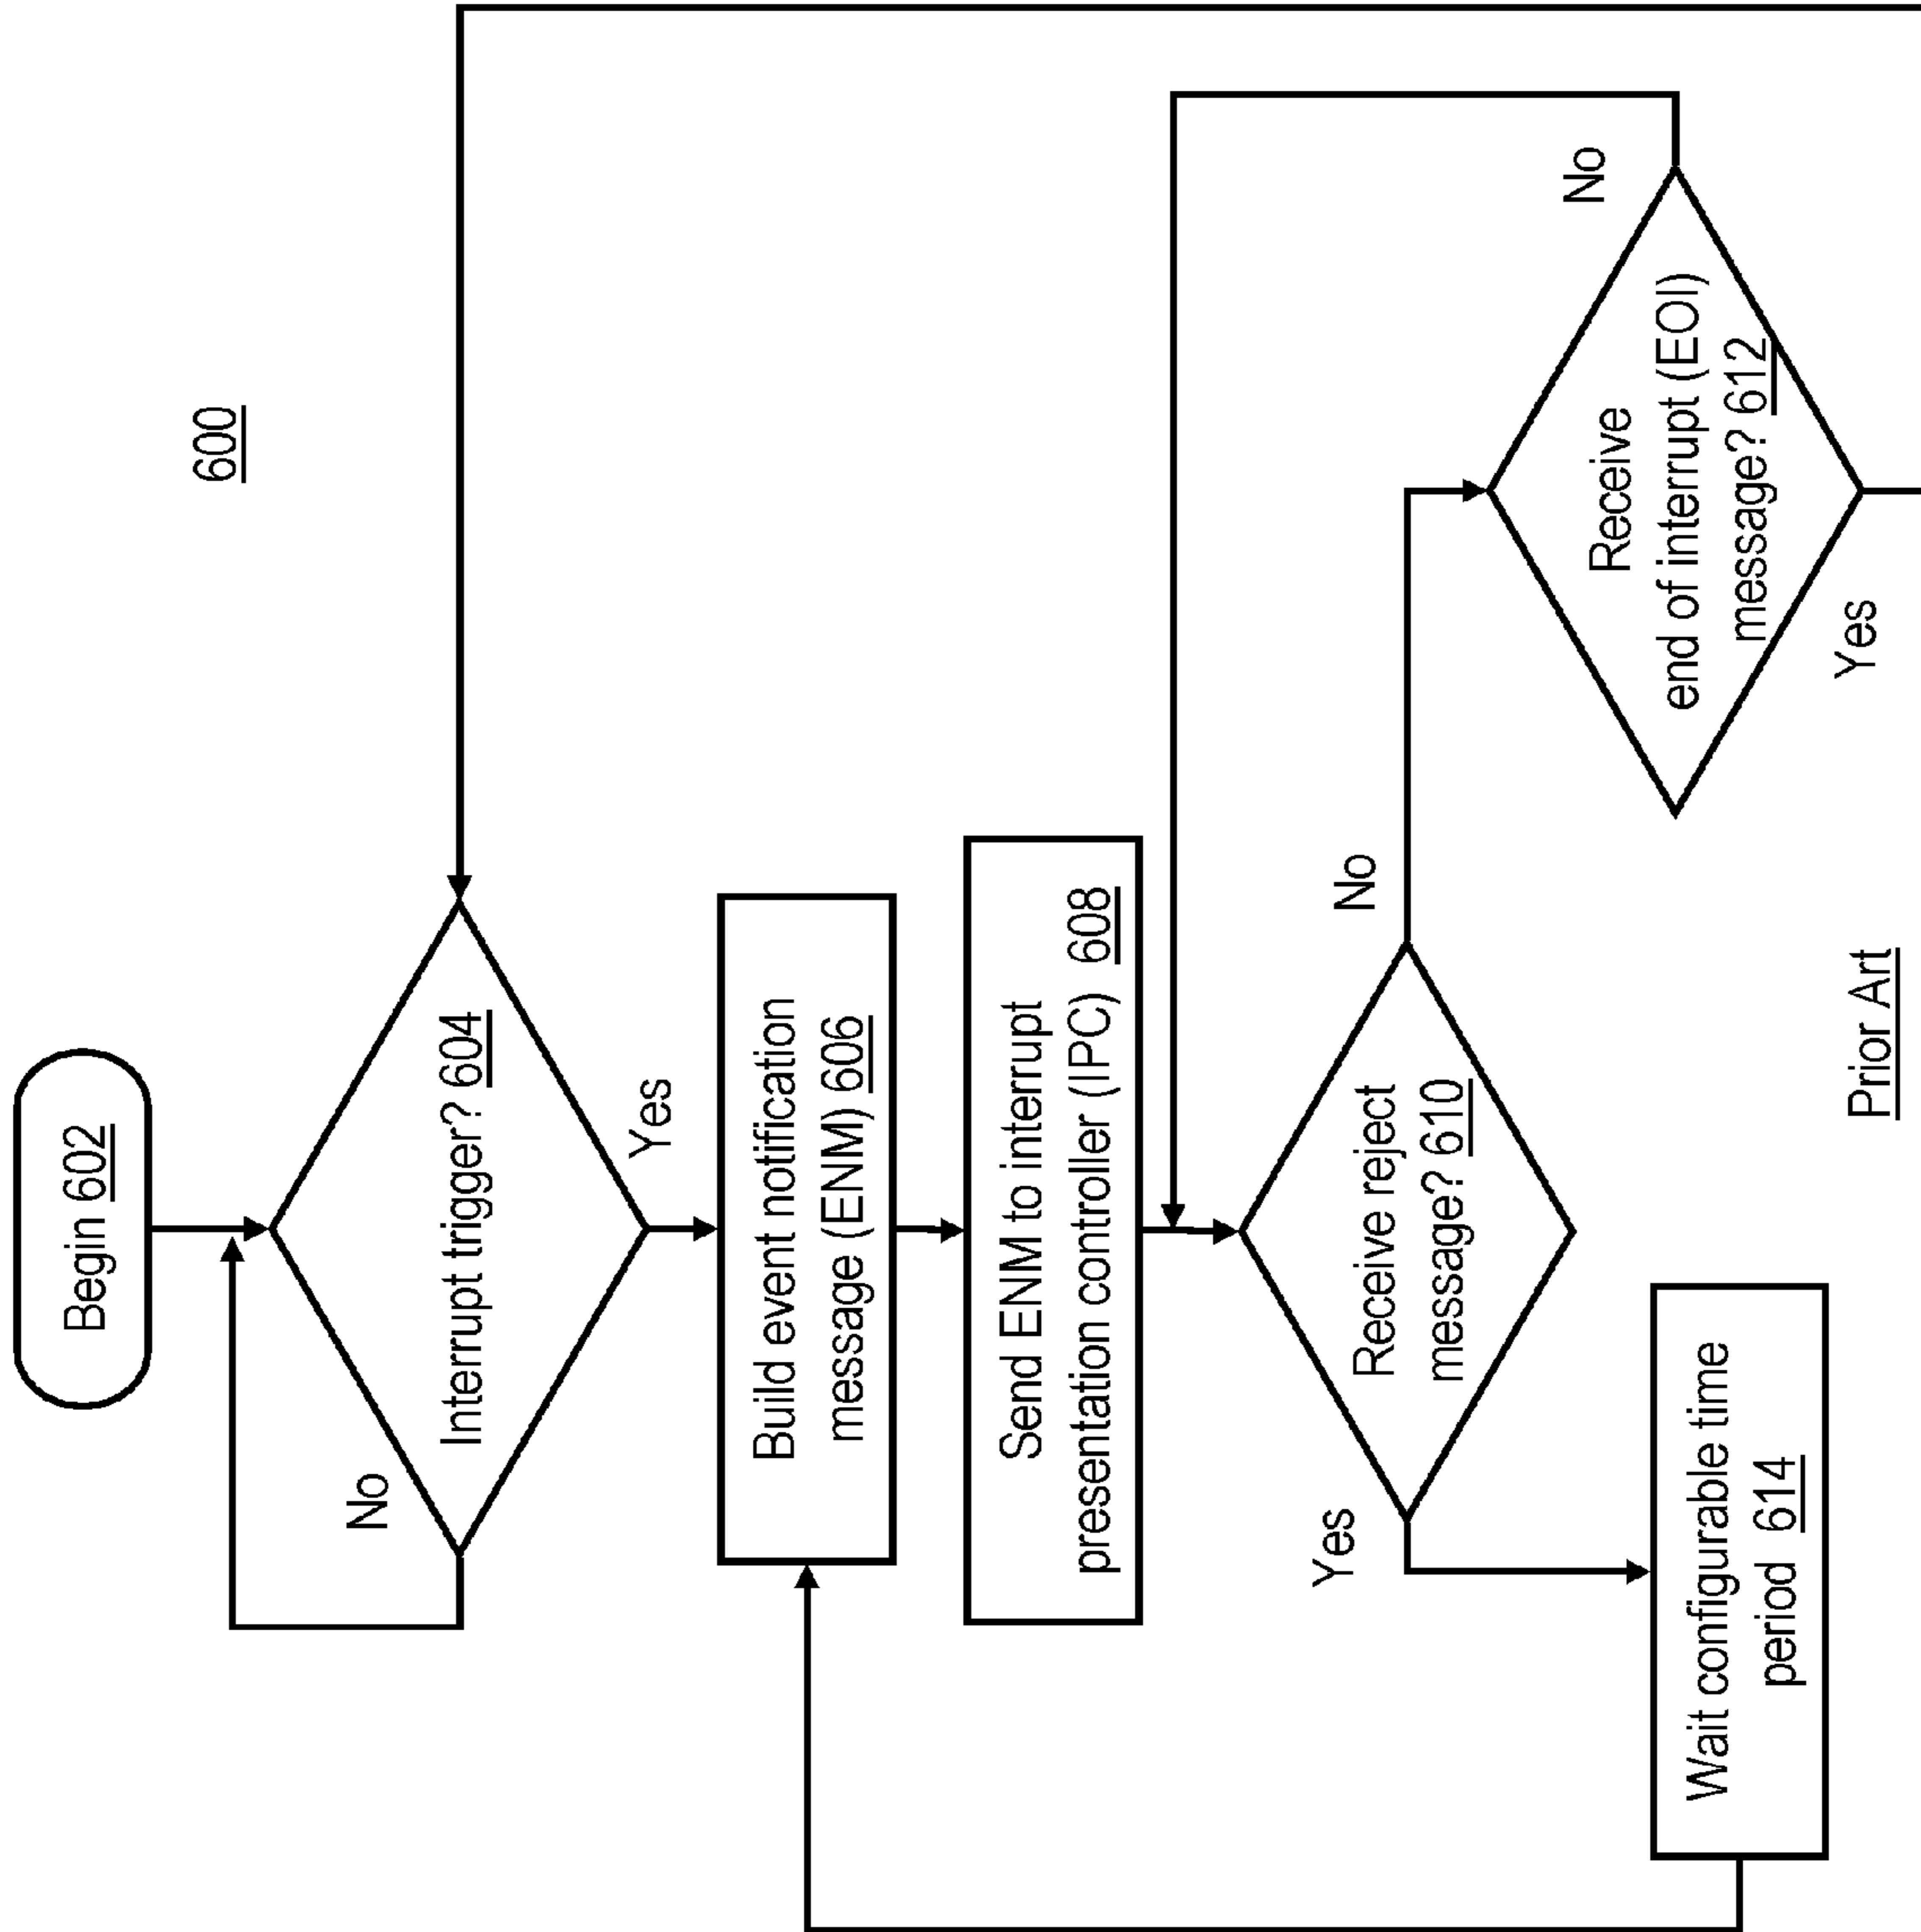 600
Begin 602
Interrupt trigger? 604
No
Yes
Build event notification
message (ENM) 606
Send ENM to interrupt
presentation controller (IPC) 608
Receive reject
message? 610
Yes
No
Receive
end of interrupt (EOI)
message? 612
No
Yes
Wait configurable time
period 614
Prior Art